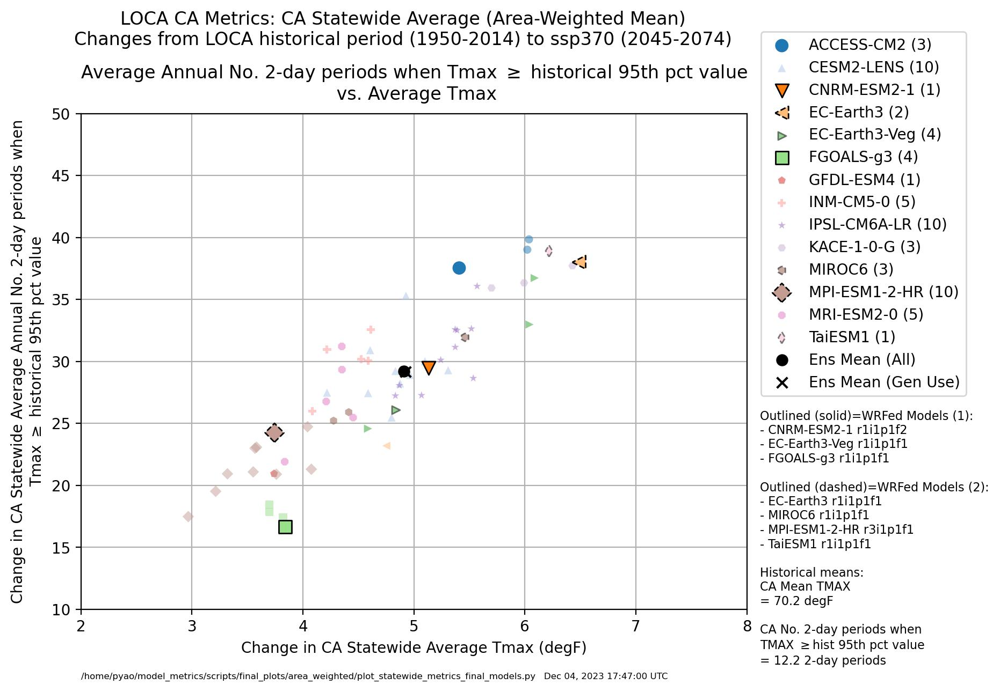 LOCA CA Metrics: CA Statewide Average (Area-Weighted Mean)
Changes from LOCA historical period (1950-2014) to ssp370 (2045-2074)
Average Annual No. 2-day periods when Tmax ≥ historical 95th pct value
vs. Average Tmax
Change in CA Statewide Average Annual No. 2-day periods when
Tmax ≥ historical 95th pct value
50
45
40
35
30
25
20
15
10
2
3
4
5
6
7
8
Change in CA Statewide Average Tmax (degF)
ACCESS-CM2 (3)
CESM2-LENS (10)
CNRM-ESM2-1 (1)
EC-Earth3 (2)
EC-Earth3-Veg (4)
FGOALS-g3 (4)
GFDL-ESM4 (1)
INM-CM5-0 (5)
IPSL-CM6A-LR (10)
KACE-1-0-G (3)
MIROC6 (3)
MPI-ESM1-2-HR (10)
MRI-ESM2-0 (5)
TaiESM1 (1)
Ens Mean (All)
Ens Mean (Gen Use)
Outlined (solid)=WRFed Models (1):
- CNRM-ESM2-1 r1i1p1f2
- EC-Earth3-Veg r1i1p1f1
- FGOALS-g3 r1i1p1f1
Outlined (dashed)=WRFed Models (2):
- EC-Earth3 r1i1p1f1
- MIROC6 r1i1p1f1
- MPI-ESM1-2-HR r3i1p1f1
- TaiESM1 r1i1p1f1
Historical means:
CA Mean TMAX
= 70.2 degF
CA No. 2-day periods when
TMAX ≥ hist 95th pct value
= 12.2 2-day periods
/home/pyao/model_metrics/scripts/final_plots/area_weighted/plot_statewide_metrics_final_models.py   Dec 04, 2023 17:47:00 UTC